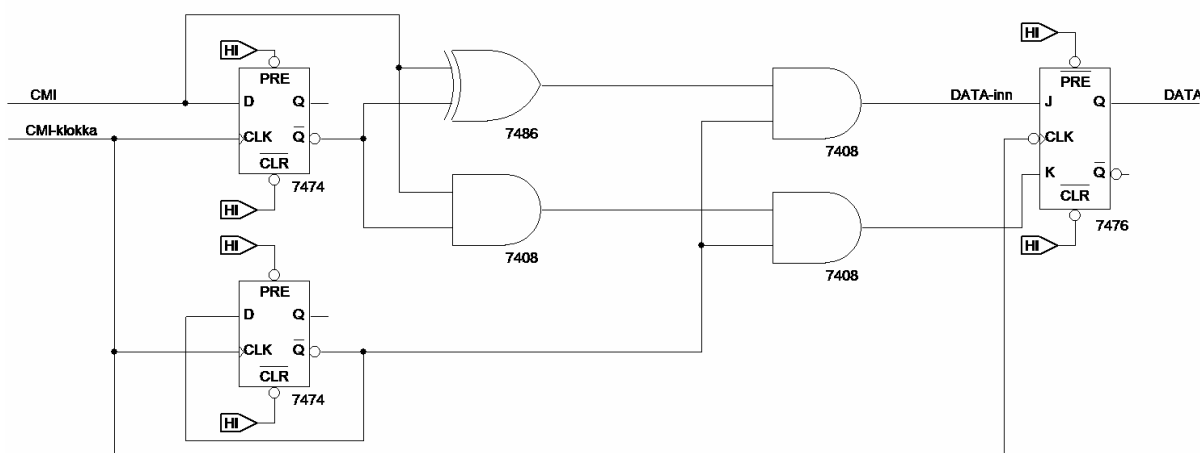 HI
PRE
CMI
D
Q
CMI-klokka
CLK
Q
CLR
7474
HI
7486
7408
HI
PRE
D
Q
CLK
Q
CLR
7474
HI
7408
7408
HI
PRE
DATA-inn
J
Q
DATA
CLK
K
Q
CLR
7476
HI